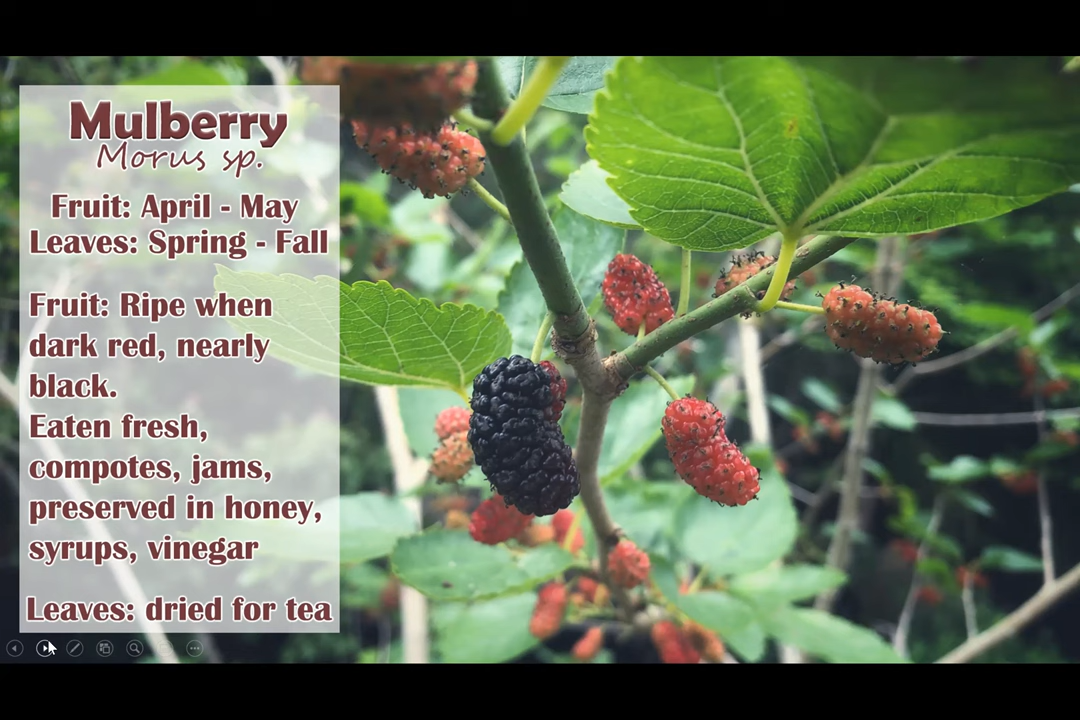 Mulberry
Morus sp.
Fruit: April - May
Leaves: Spring - Fall
Fruit: Ripe when
dark red, nearly
black.
Eaten fresh,
compotes, jams,
preserved in honey,
syrups, vinegar
Leaves: dried for tea